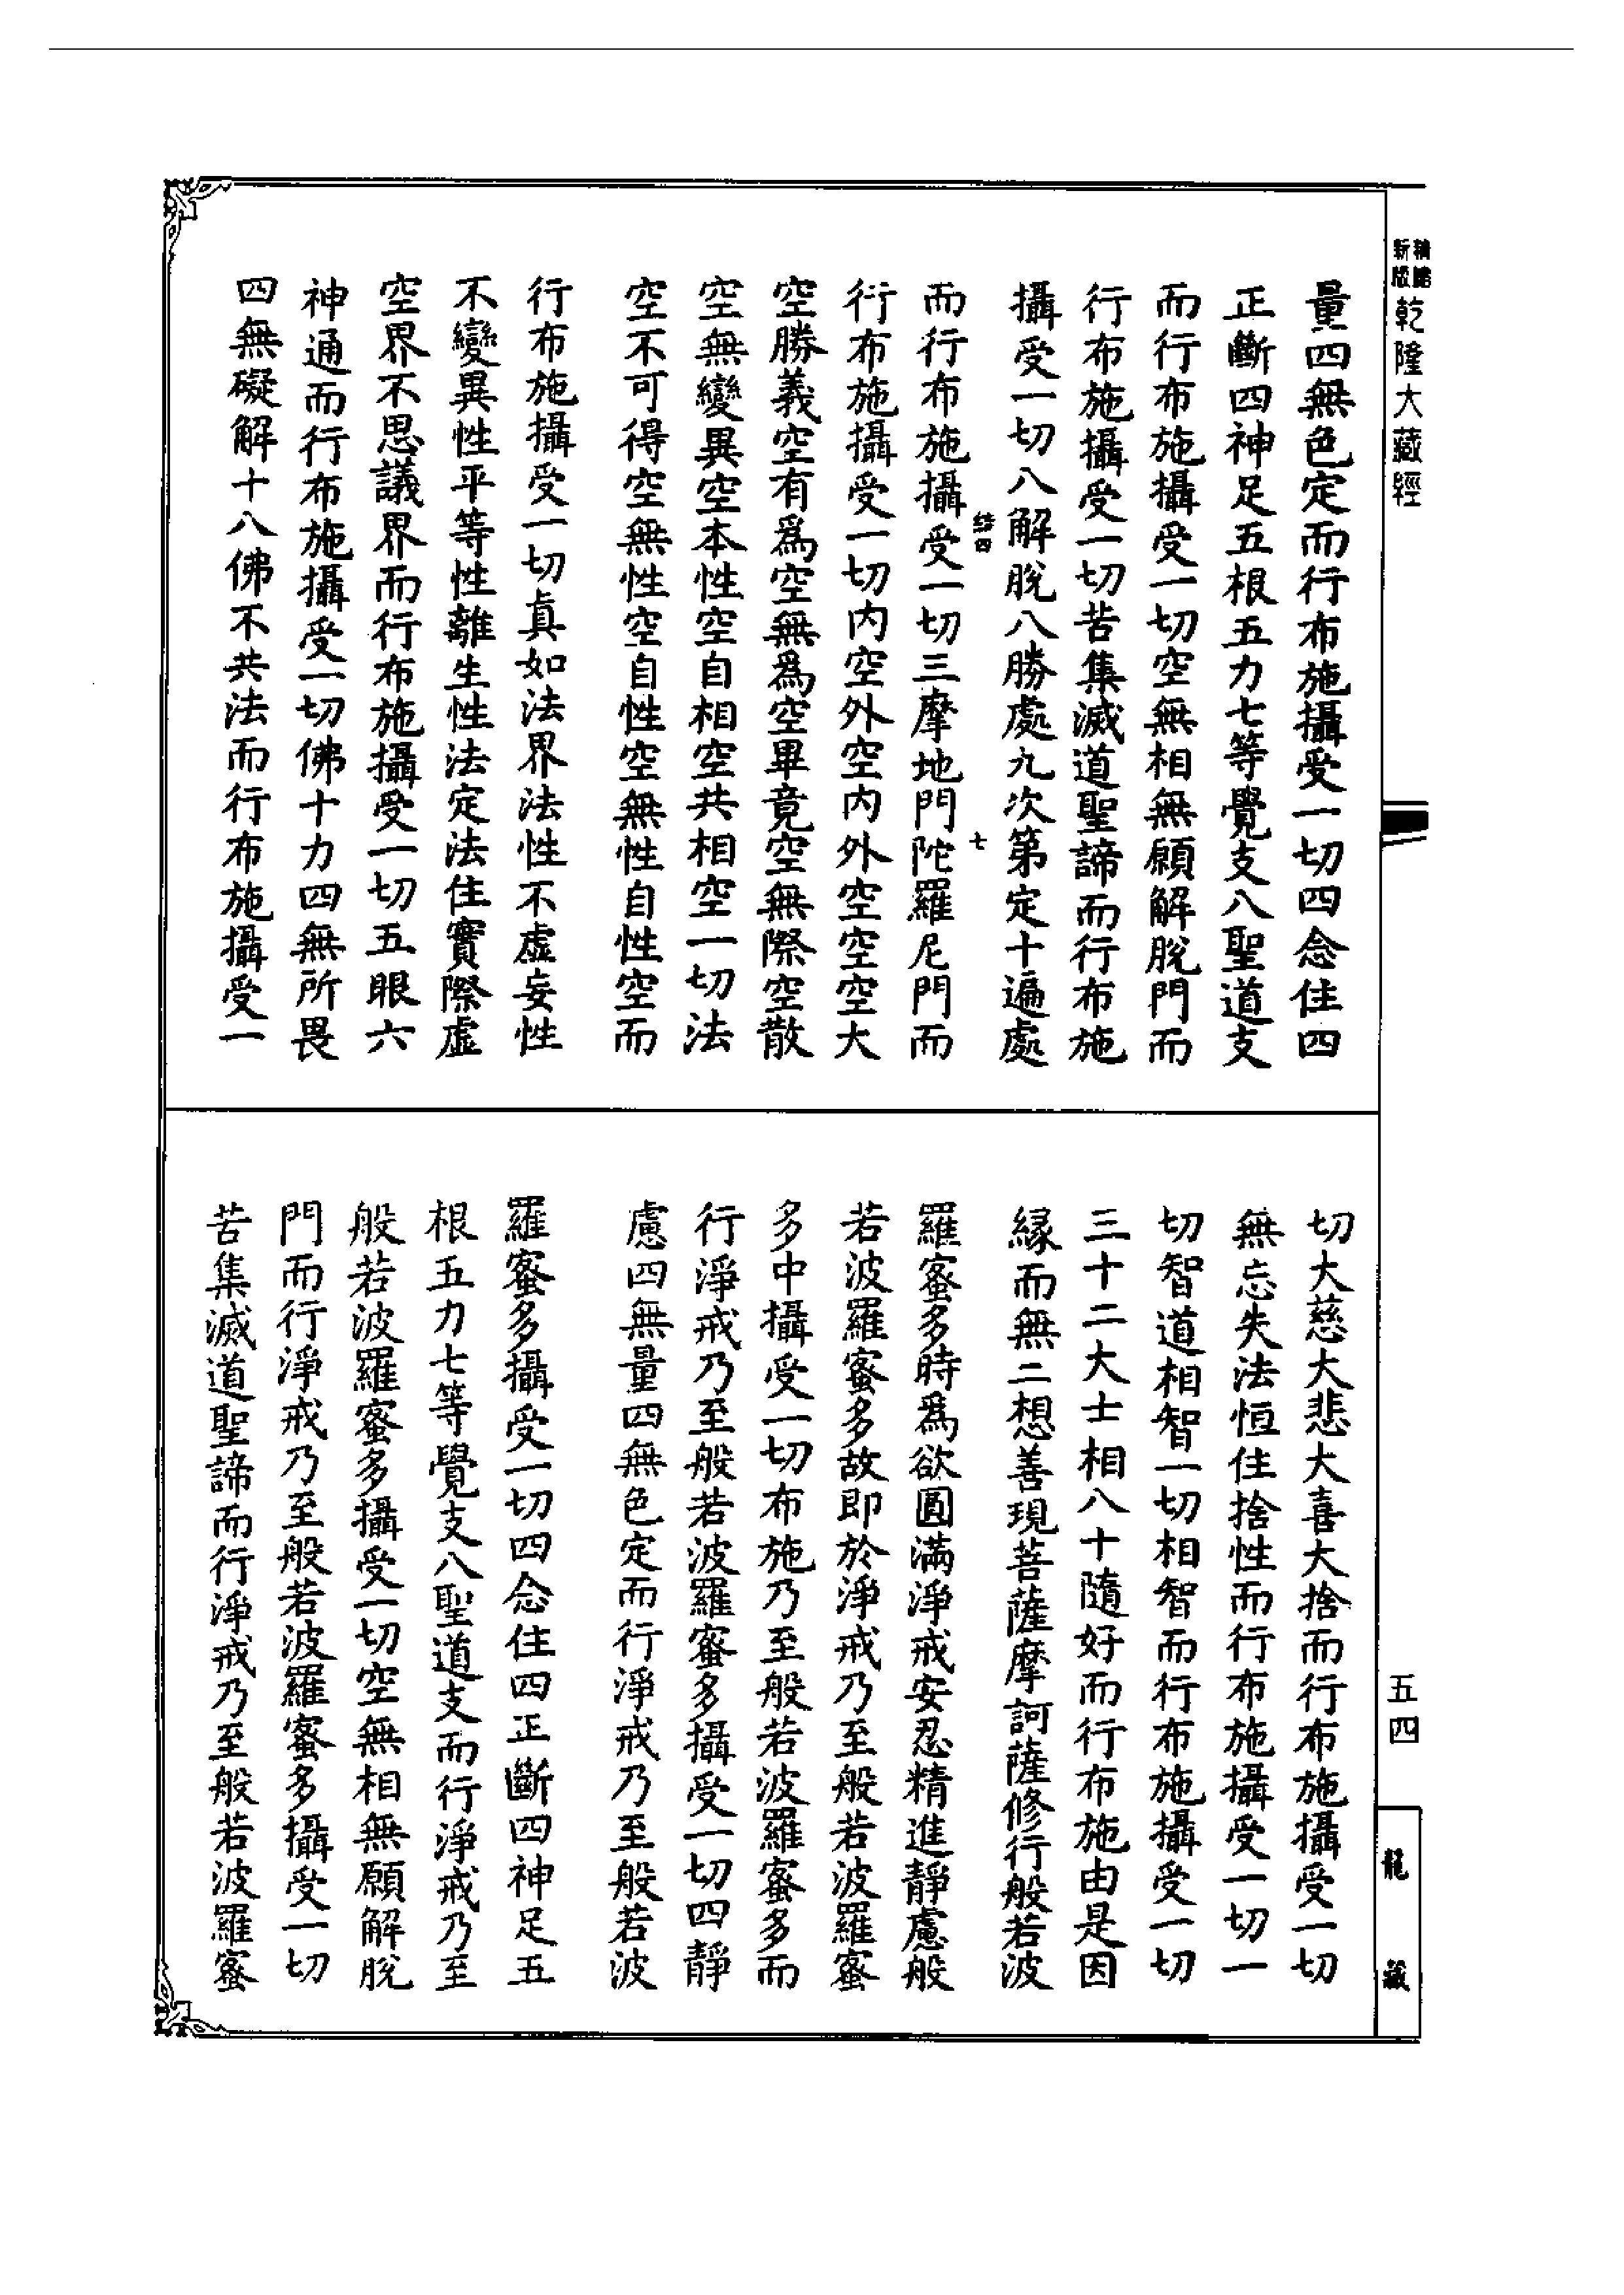 新版
乾隆大藏經
量四無色定而行布施攝受一切四念住四
正斷四神足五根五力七等覺支八聖道支
而行布施攝受一切空無相無願解脫門而
行布施攝受一切苦集滅道聖諦而行布施
攝受一切八解脫八勝處九次第定十遍處
七
而行布施攝受一切三摩地門陀羅尼門而
行布施攝受一切內空外空內外空空空大
空勝義空有為空無為空畢竟空無際空散
空無變異空本性空自相空共相空一切法
空不可得空無性空自性空無性自性空而
行布施攝受一切真如法界法性不虛妄性
不變異性平等性離生性法定法住實際虛
空界不思議界而行布施攝受一切五眼六
神通而行布施攝受一切佛十力四無所畏
四無礙解十八佛不共法而行布施攝受一
切大慈大悲大喜大捨而行布施攝受一切
無忘失法恒住捨性而行布施攝受一切一
切智道相智一切相智而行布施攝受一切
三十二大士相八十隨好而行布施由是因
緣而無二想善現菩薩摩訶薩修行般若波
羅蜜多時為欲圓滿淨戒安忍精進靜慮般
若波羅蜜多故即於淨戒乃至般若波羅蜜
多中攝受一切布施乃至般若波羅蜜多而
行淨戒乃至般若波羅蜜多攝受一切四靜
慮四無量四無色定而行淨戒乃至般若波
羅蜜多攝受一切四念住四正斷四神足五
根五力七等覺支八聖道支而行淨戒乃至
般若波羅蜜多攝受一切空無相無願解脫
門而行淨戒乃至般若波羅蜜多攝受一切
苦集滅道聖諦而行淨戒乃至般若波羅蜜
五四
龍藏